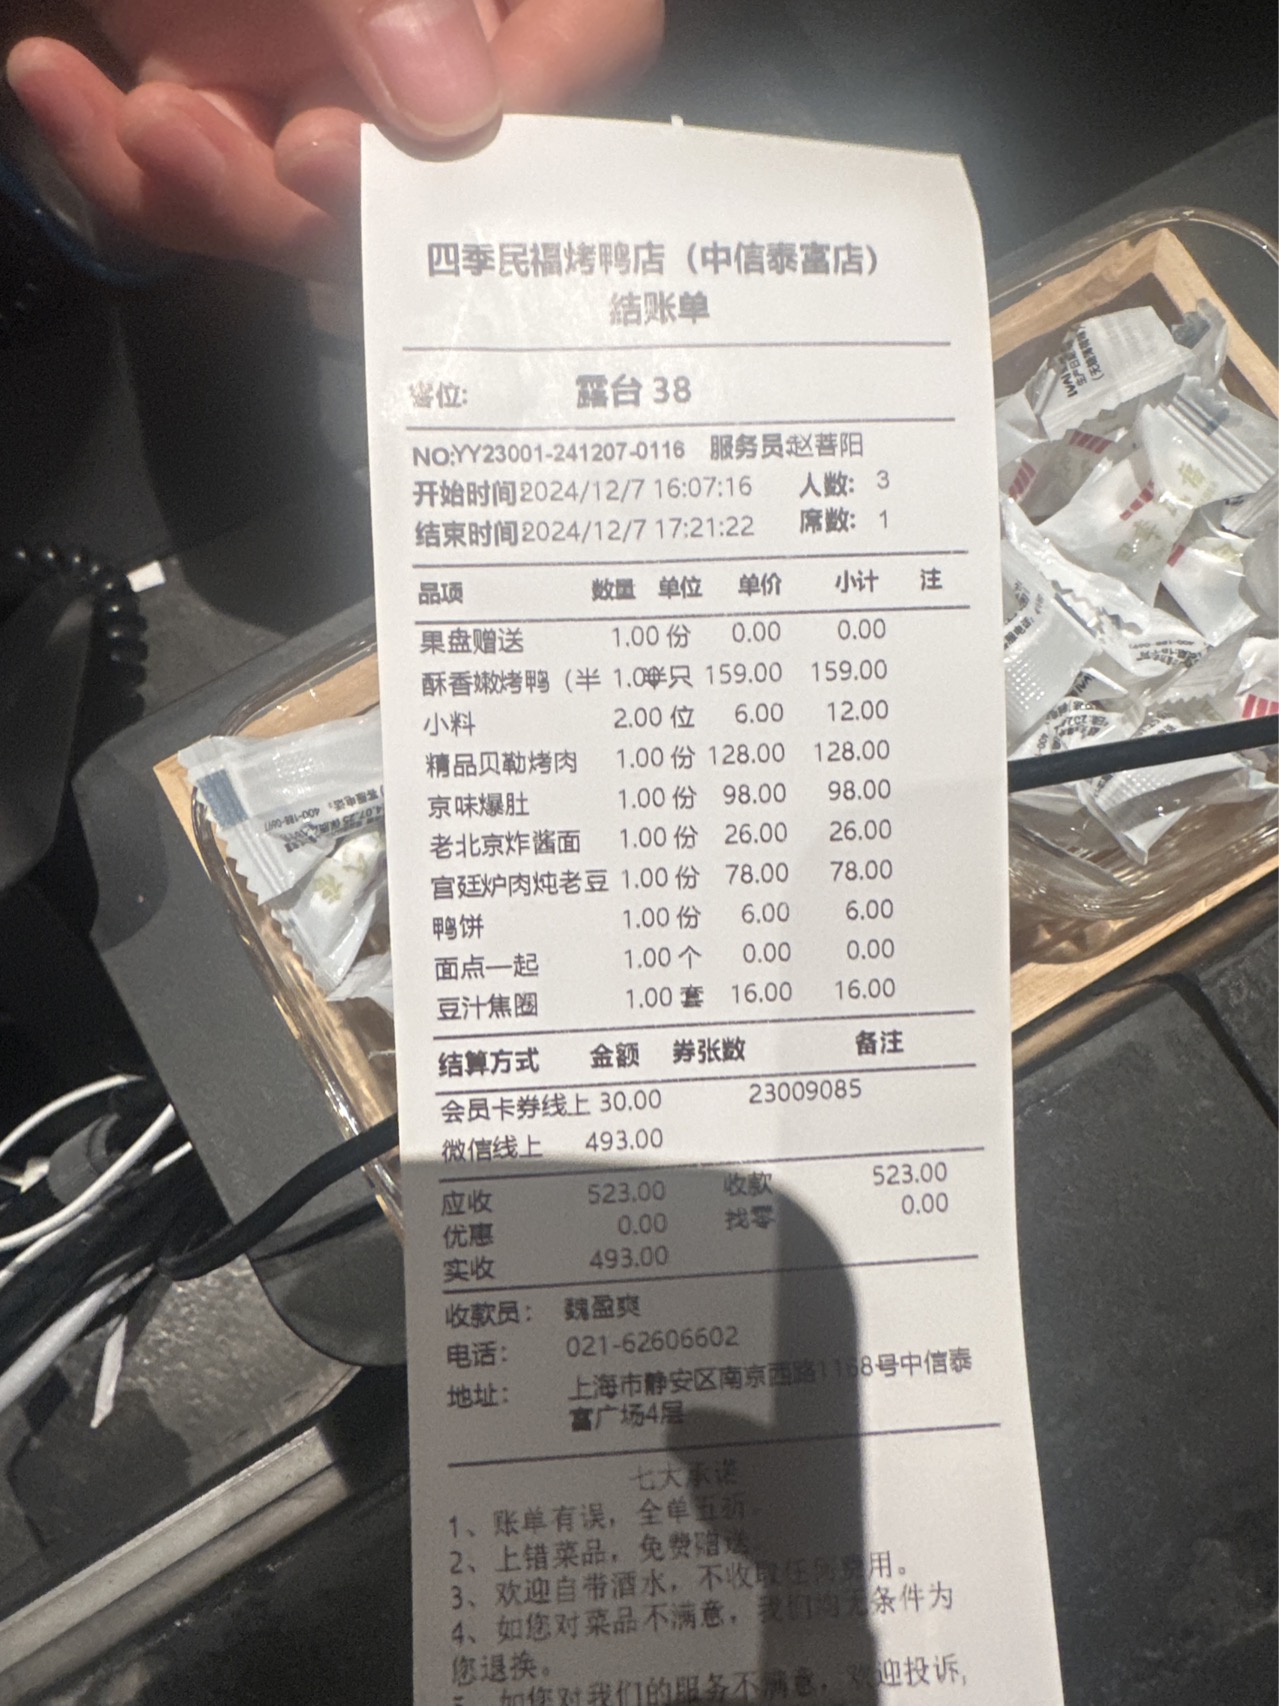 四季民福烤鸭店（中信泰富店）
结账单
客位: 露台 38
NO:YY23001-241207-0116 服务员:赵菩阳
开始时间2024/12/7 16:07:16 人数: 3
结束时间2024/12/7 17:21:22 席数: 1
品项 数量 单位 单价 小计 注
果盘赠送 1.00 份 0.00 0.00
酥香嫩烤鸭（半 1.00半只 159.00 159.00
小料 2.00 位 6.00 12.00
精品贝勒烤肉 1.00 份 128.00 128.00
京味爆肚 1.00 份 98.00 98.00
老北京炸酱面 1.00 份 26.00 26.00
宫廷炉肉炖老豆 1.00 份 78.00 78.00
鸭饼 1.00 份 6.00 6.00
面点一起 1.00 个 0.00 0.00
豆汁焦圈 1.00 套 16.00 16.00
结算方式 金额 券张数 备注
会员卡券线上 30.00 23009085
微信线上 493.00
应收 523.00 收款 523.00
优惠 0.00 找零 0.00
实收 493.00
收款员: 魏盈爽
电话: 021-62606602
地址: 上海市静安区南京西路1168号中信泰
富广场4层
七大承诺
1、账单有误，全单五折
2、上错菜品，免费赠送
3、欢迎自带酒水，不收取任何费用。
4、如您对菜品不满意，我们均无条件为
您退换。
5、如您对我们的服务不满意，欢迎投诉,